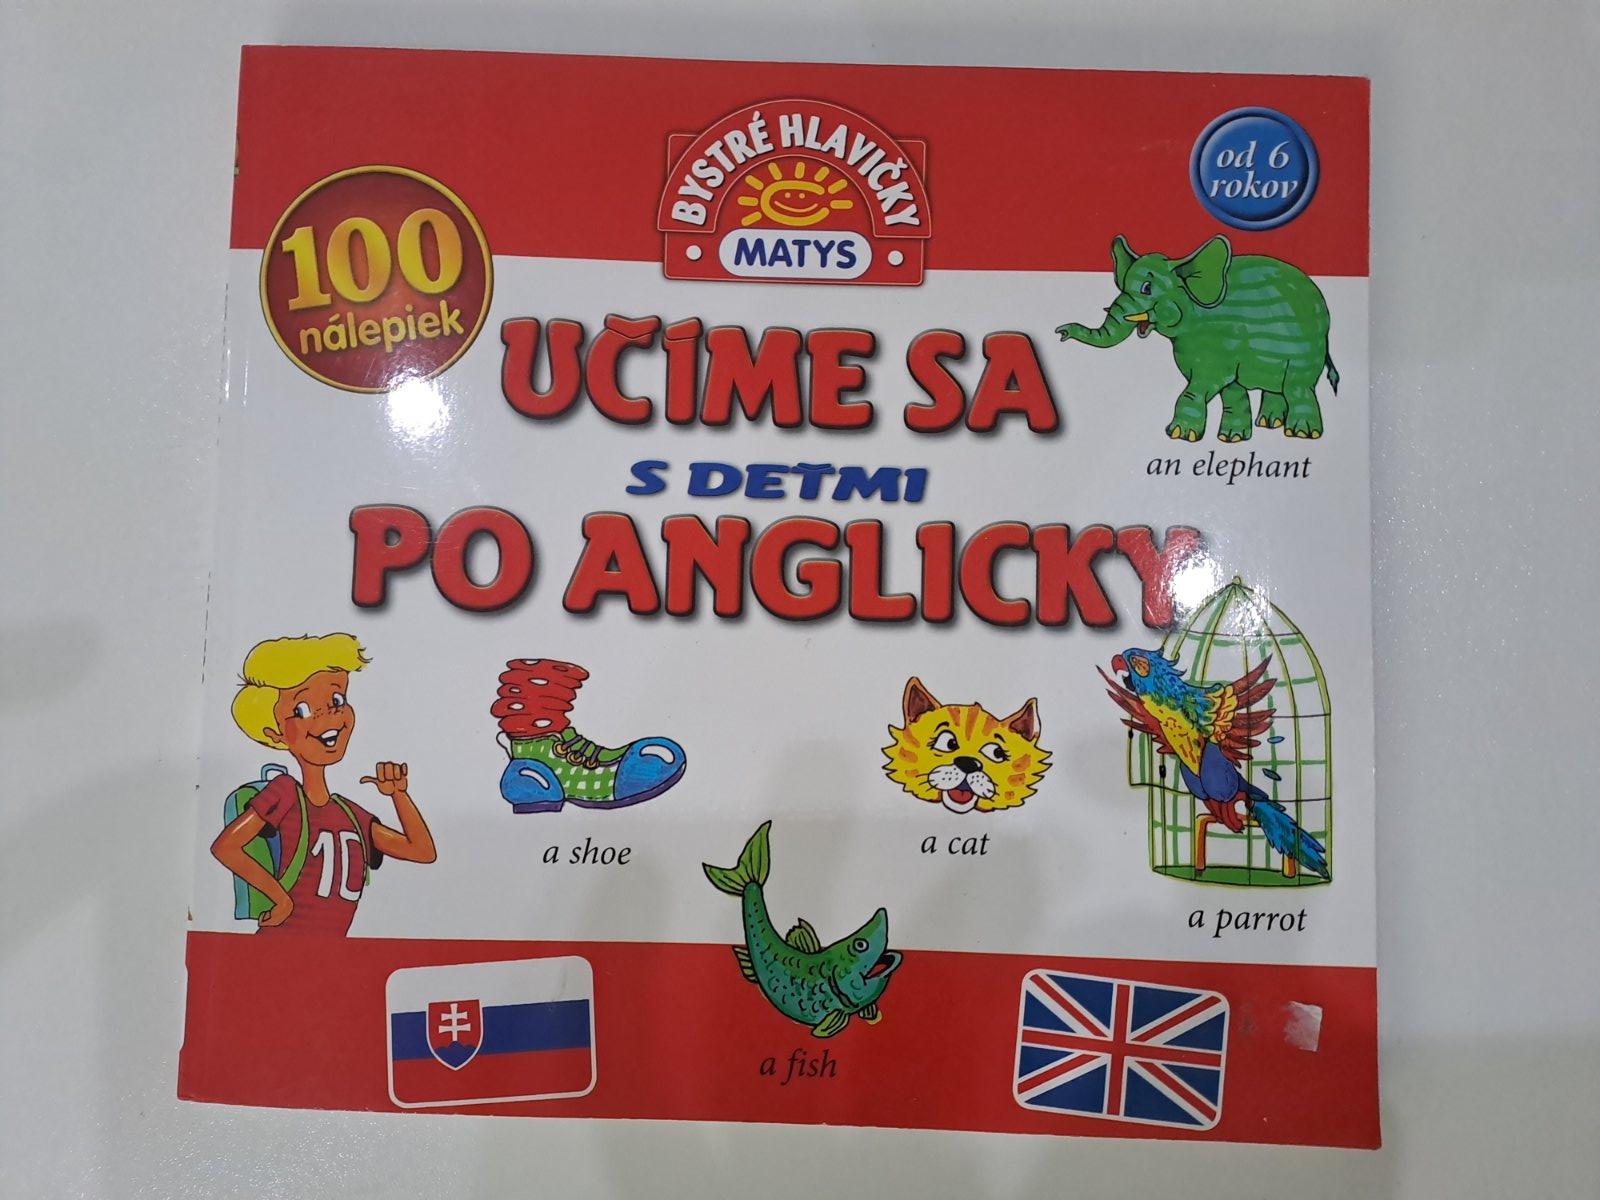 BYSTRÉ HLAVIČKY
MATYS
od 6
rokov
100
nálepiek
UČÍME SA
S DEŤMI
PO ANGLICKY
an elephant
10
a shoe
a cat
a parrot
a fish